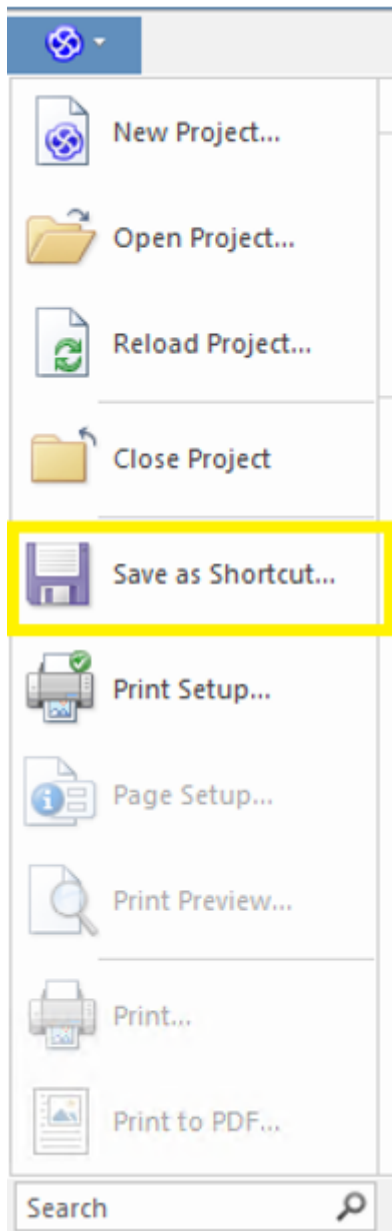 New Project...
Open Project...
Reload Project...
Close Project
Save as Shortcut...
Print Setup...
Page Setup...
Print Preview...
Print...
Print to PDF...
Search